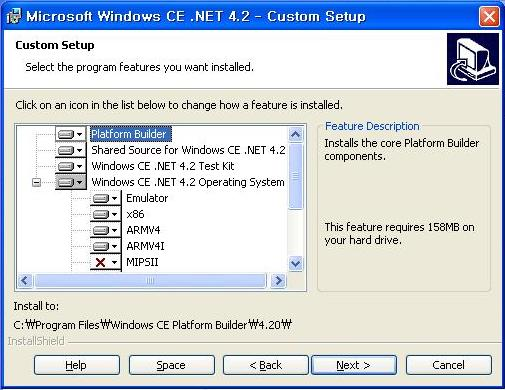 Microsoft Windows CE .NET 4.2 - Custom Setup
Custom Setup
Select the program features you want installed.
Click on an icon in the list below to change how a feature is installed.
Platform Builder
Shared Source for Windows CE .NET 4.2
Windows CE .NET 4.2 Test Kit
Windows CE .NET 4.2 Operating System
Emulator
x86
ARMV4
ARMV4I
MIPSII
Feature Description
Installs the core Platform Builder
components.
This feature requires 158MB on
your hard drive.
Install to:
C:₩Program Files₩Windows CE Platform Builder₩4.20₩
InstallShield
Help
Space
< Back
Next >
Cancel